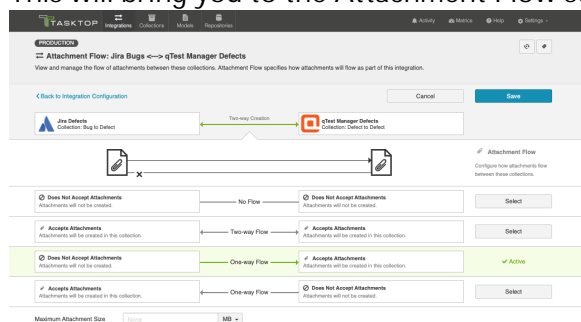 This will bring you to the Attachment Flow
TASKTOP
Integrations
Collections
Models
Repositories
Activity
Metrics
Help
Settings
PRODUCTION
Attachment Flow: Jira Bugs <---> qTest Manager Defects
View and manage the flow of attachments between these collections. Attachment Flow specifies how attachments will flow as part of this integration.
Back to Integration Configuration
Cancel
Save
Jira Defects
Collection: Bug to Defect
Two-way Creation
qTest Manager Defects
Collection: Defect to Defect
Attachment Flow
Configure how attachments flow
between these collections.
Does Not Accept Attachments
Attachments will not be created.
No Flow
Does Not Accept Attachments
Attachments will not be created.
Select
Accepts Attachments
Attachments will be created in this collection.
Two-way Flow
Accepts Attachments
Attachments will be created in this collection.
Select
Does Not Accept Attachments
Attachments will not be created.
One-way Flow
Accepts Attachments
Attachments will be created in this collection.
Active
Accepts Attachments
Attachments will be created in this collection.
One-way Flow
Does Not Accept Attachments
Attachments will not be created.
Select
Maximum Attachment Size
None
MB